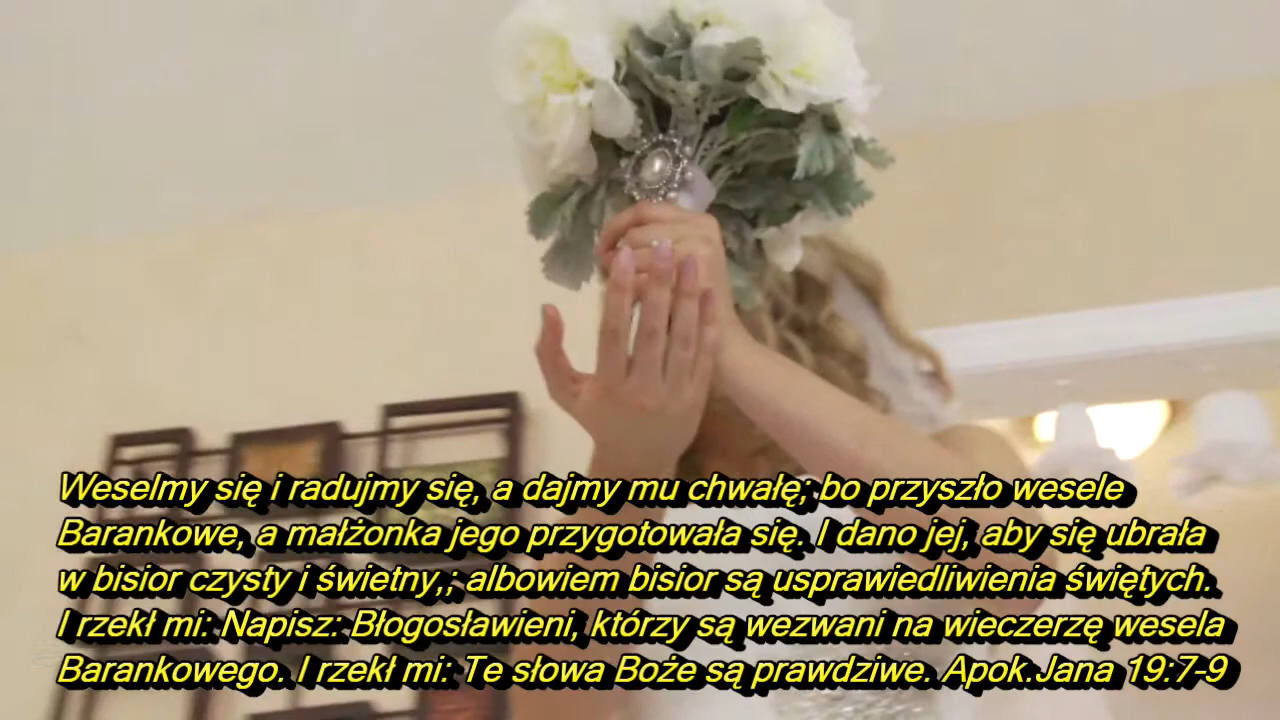 Weselmy się i radujmy się, a dajmy mu chwałę; bo przyszło wesele
Barankowe, a małżonka jego przygotowała się. I dano jej, aby się ubrała
w bisior czysty i świetny,; albowiem bisior są usprawiedliwienia świętych.
I rzekł mi: Napisz: Błogosławieni, którzy są wezwani na wieczerzę wesela
Barankowego. I rzekł mi: Te słowa Boże są prawdziwe. Apok.Jana 19:7-9